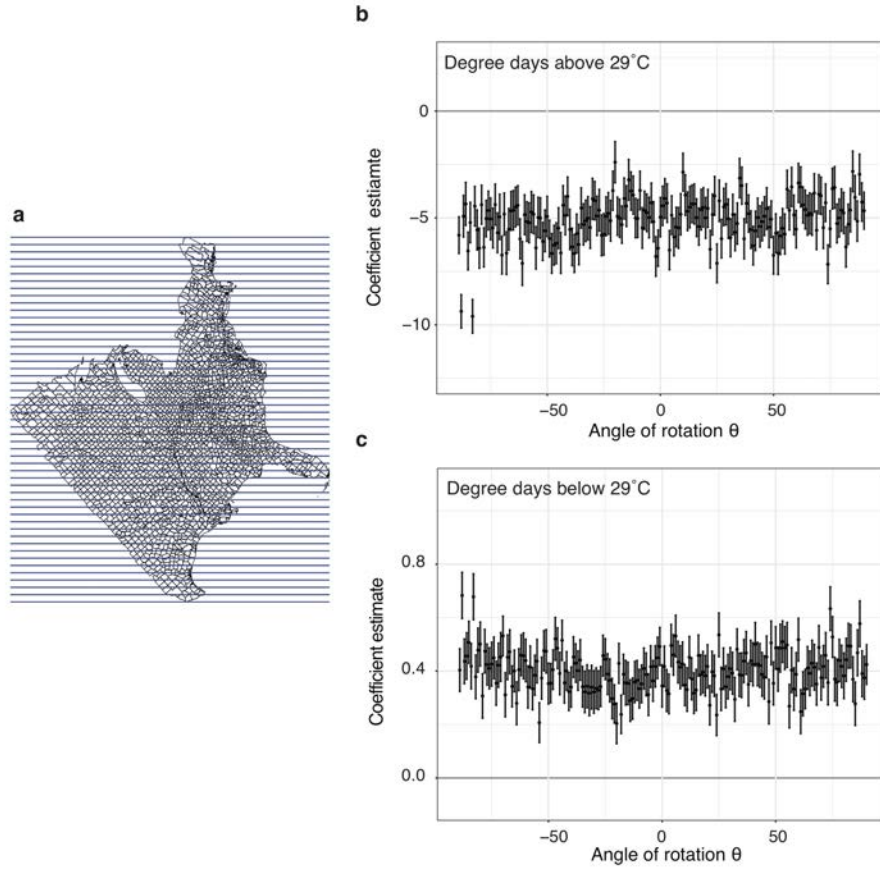 b
Degree days above 29°C
0
−5
−10
Coefficient estiamte
−50
0
50
Angle of rotation θ
a
c
Degree days below 29°C
0.8
0.4
0.0
Coefficient estimate
−50
0
50
Angle of rotation θ